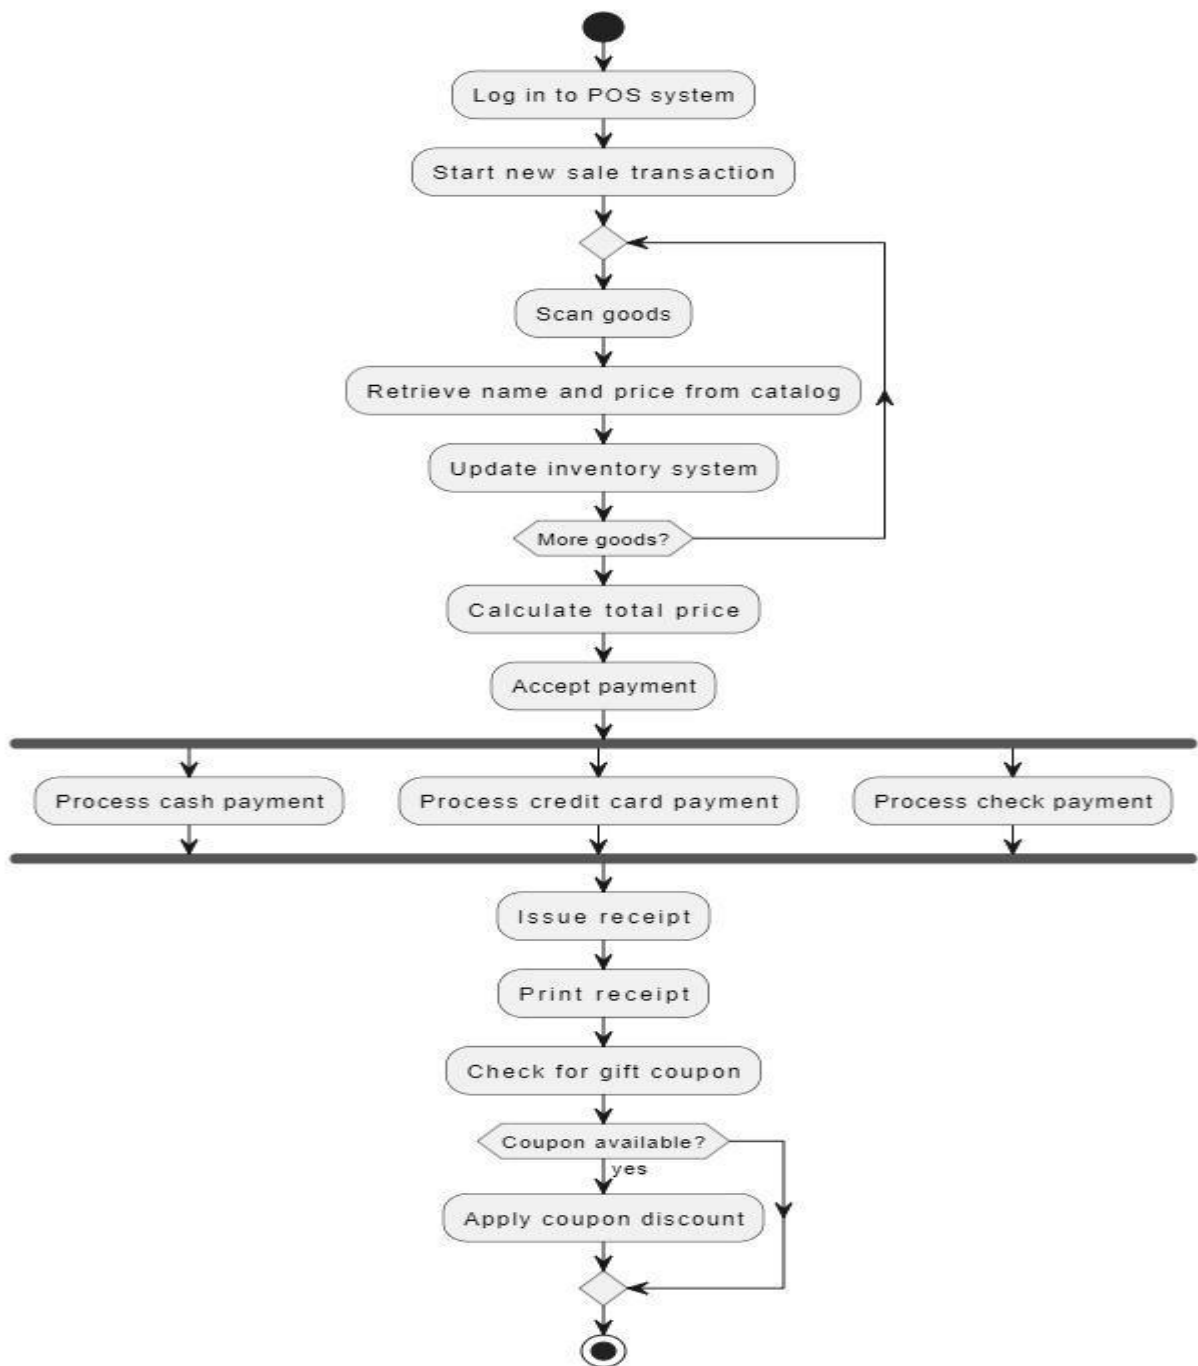 Log in to POS system
Start new sale transaction
Scan goods
Retrieve name and price from catalog
Update inventory system
More goods?
Calculate total price
Accept payment
Process cash payment
Process credit card payment
Process check payment
Issue receipt
Print receipt
Check for gift coupon
Coupon available?
yes
Apply coupon discount